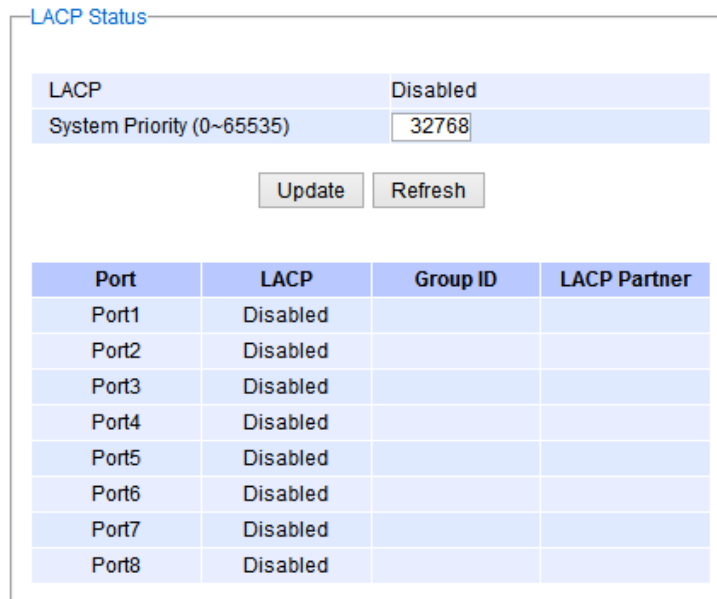 LACP Status
LACP Disabled
System Priority (0~65535) 32768
Update Refresh
Port LACP Group ID LACP Partner
Port1 Disabled
Port2 Disabled
Port3 Disabled
Port4 Disabled
Port5 Disabled
Port6 Disabled
Port7 Disabled
Port8 Disabled